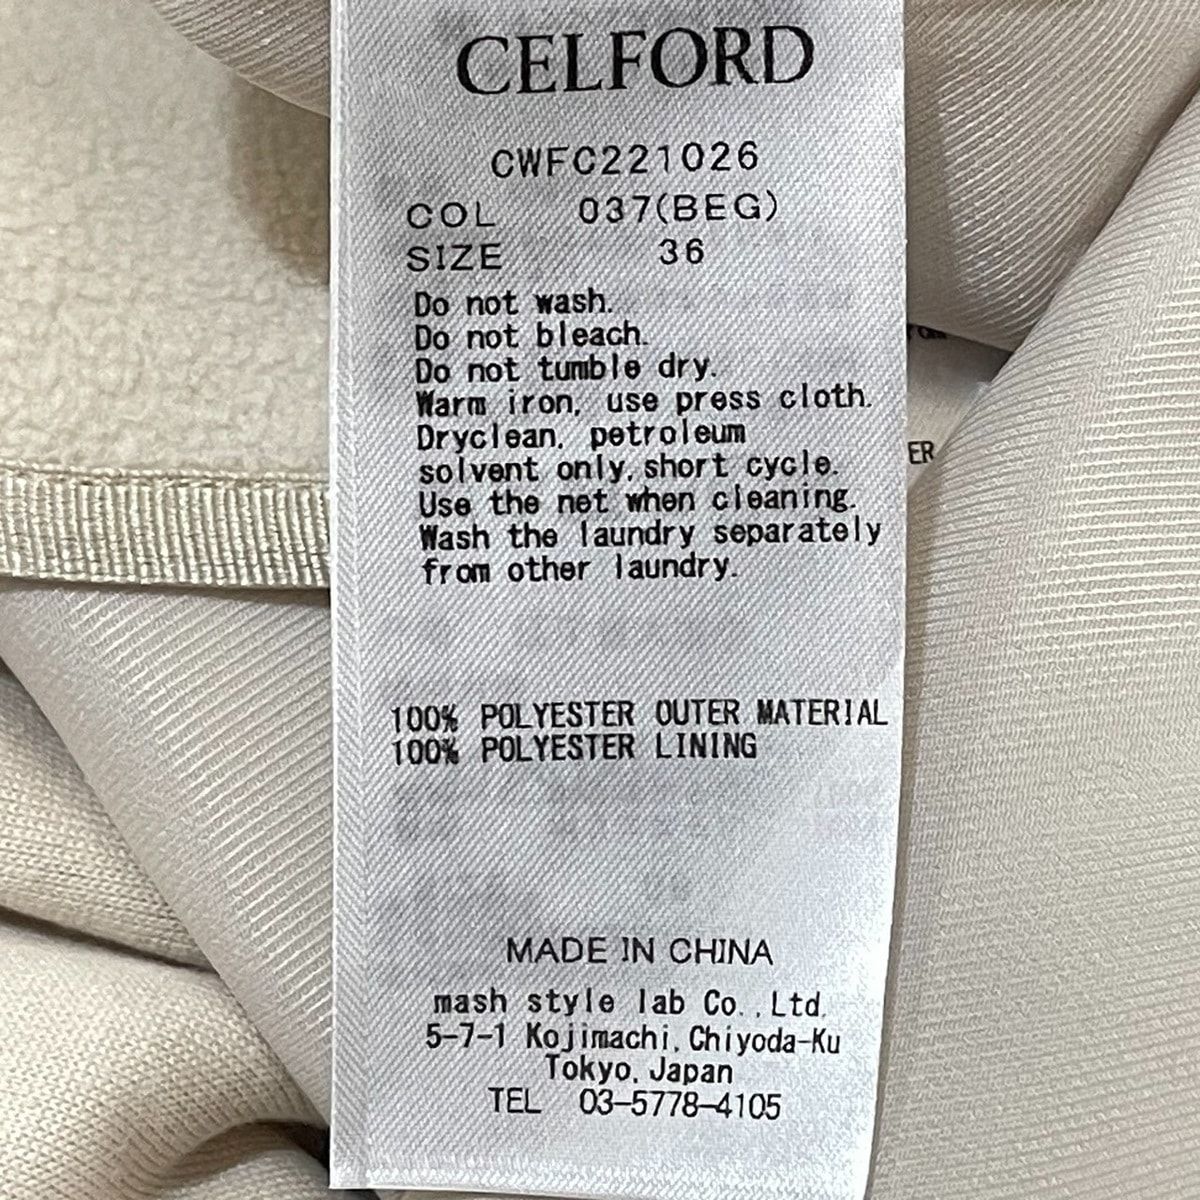 CELFORD
CWFC221026
COL 037(BEG)
SIZE 36
Do not wash.
Do not bleach.
Do not tumble dry.
Warm iron, use press cloth.
Dryclean, petroleum
solvent only, short cycle.
Use the net when cleaning.
Wash the laundry separately
from other laundry.
ER
100% POLYESTER OUTER MATERIAL
100% POLYESTER LINING
MADE IN CHINA
mash style lab Co.,Ltd.
5-7-1 Kojimachi, Chiyoda-Ku
Tokyo, Japan
TEL 03-5778-4105